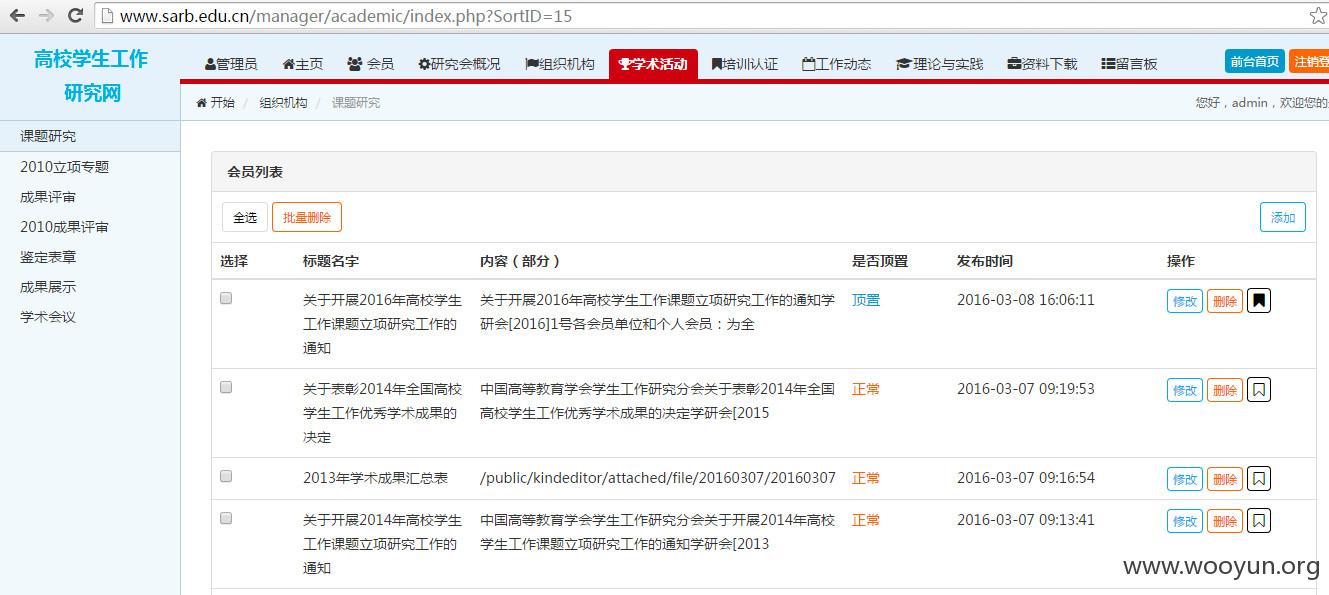 www.sarb.edu.cn/manager/academic/index.php?SortID=15
高校学生工作
研究网
管理员 主页 会员 研究会概况 组织机构 学术活动 培训认证 工作动态 理论与实践 资料下载 留言板 前台首页 注销登
开始 / 组织机构 / 课题研究 您好，admin，欢迎您的
课题研究
2010立项专题
成果评审
2010成果评审
鉴定表章
成果展示
学术会议
会员列表
全选 批量删除 添加
选择 标题名字 内容（部分） 是否顶置 发布时间 操作
关于开展2016年高校学生 关于开展2016年高校学生工作课题立项研究工作的通知学 顶置 2016-03-08 16:06:11 修改 删除
工作课题立项研究工作的 研会[2016]1号各会员单位和个人会员：为全
通知
关于表彰2014年全国高校 中国高等教育学会学生工作研究分会关于表彰2014年全国 正常 2016-03-07 09:19:53 修改 删除
学生工作优秀学术成果的 高校学生工作优秀学术成果的决定学研会[2015
决定
2013年学术成果汇总表 /public/kindeditor/attached/file/20160307/20160307 正常 2016-03-07 09:16:54 修改 删除
关于开展2014年高校学生 中国高等教育学会学生工作研究分会关于开展2014年高校 正常 2016-03-07 09:13:41 修改 删除
工作课题立项研究工作的 学生工作课题立项研究工作的通知学研会[2013
通知
www.wooyun.org